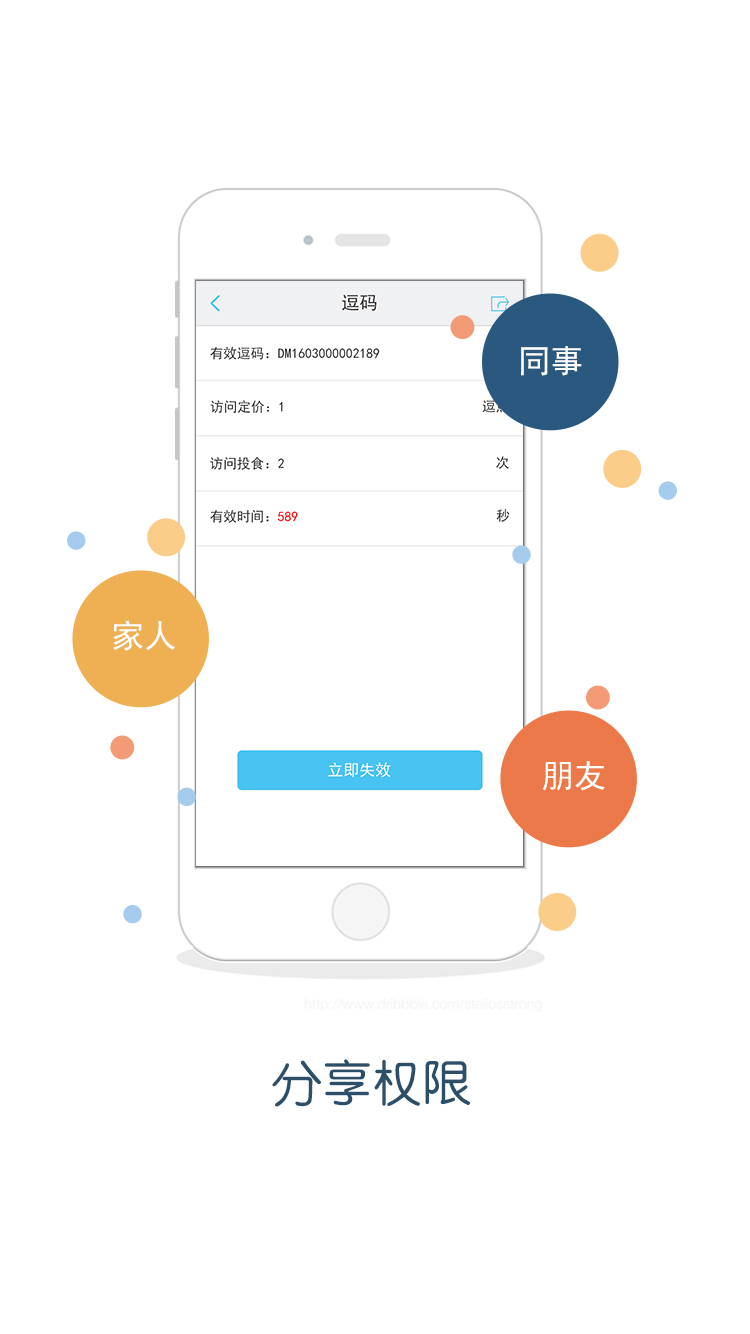 逗码
有效逗码：DM1603000002189
同事
访问定价：1
访问投食：2 次
有效时间：589 秒
家人
立即失效
朋友
http://www.dribbble.com/steliosstrong
分享权限